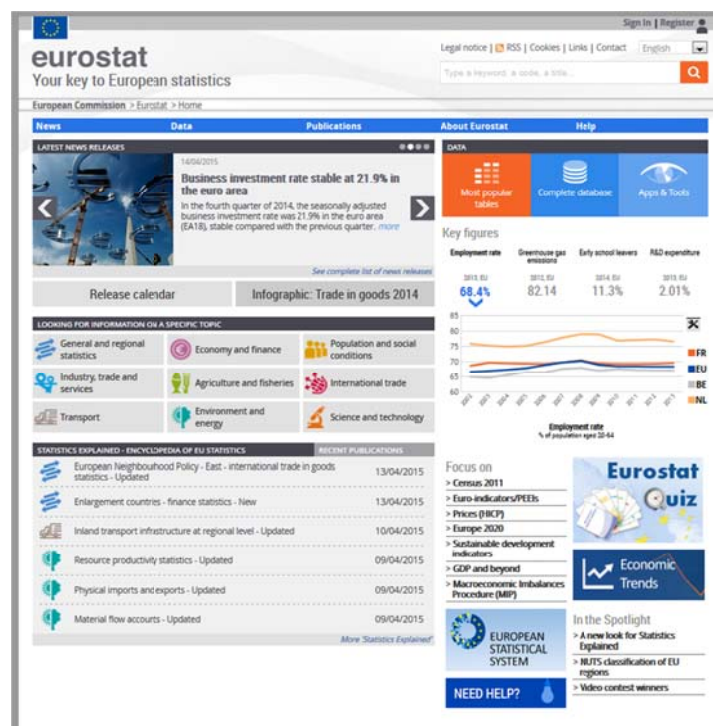 Sign In | Register
eurostat
Your key to European statistics
Legal notice | RSS | Cookies | Links | Contact English
Type a keyword, a code, a title...
European Commission > Eurostat > Home
News Data Publications About Eurostat Help
LATEST NEWS RELEASES
14/04/2015
Business investment rate stable at 21.9% in
the euro area
In the fourth quarter of 2014, the seasonally adjusted
business investment rate was 21.9% in the euro area
(EA18), stable compared with the previous quarter. more
See complete list of news releases
Release calendar
Infographic: Trade in goods 2014
LOOKING FOR INFORMATION ON A SPECIFIC TOPIC
General and regional
statistics
Economy and finance
Population and social
conditions
Industry, trade and
services
Agriculture and fisheries
International trade
Transport
Environment and
energy
Science and technology
STATISTICS EXPLAINED - ENCYCLOPEDIA OF EU STATISTICS RECENT PUBLICATIONS
European Neighbourhood Policy - East - international trade in goods
statistics - Updated
13/04/2015
Enlargement countries - finance statistics - New 13/04/2015
Inland transport infrastructure at regional level - Updated 10/04/2015
Resource productivity statistics - Updated 09/04/2015
Physical imports and exports - Updated 09/04/2015
Material flow accounts - Updated 09/04/2015
More 'Statistics Explained'
DATA
Most popular
tables
Complete database
Apps & Tools
Key figures
Employment rate
Greenhouse gas
emissions
Early school leavers
R&D expenditure
2013, EU
68.4%
2012, EU
82.14
2014, EU
11.3%
2013, EU
2.01%
85
80
75
70
65
60
2002 2003 2004 2005 2006 2007 2008 2009 2010 2011 2012 2013
FR
EU
BE
NL
Employment rate
% of population aged 20-64
Focus on
> Census 2011
> Euro-indicators/PEEIs
> Prices (HICP)
> Europe 2020
> Sustainable development
indicators
> GDP and beyond
> Macroeconomic Imbalances
Procedure (MIP)
Eurostat
Quiz
Economic
Trends
EUROPEAN
STATISTICAL
SYSTEM
NEED HELP?
In the Spotlight
> A new look for Statistics
Explained
> NUTS classification of EU
regions
> Video contest winners